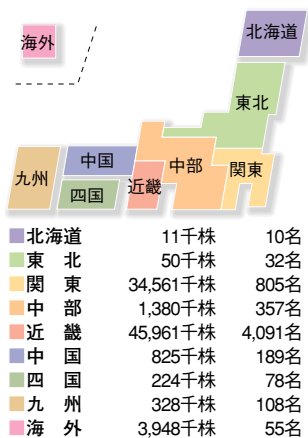 海外
北海道
東北
中国
中部
関東
九州
四国
近畿
北海道 11千株 10名
東北 50千株 32名
関東 34,561千株 805名
中部 1,380千株 357名
近畿 45,961千株 4,091名
中国 825千株 189名
四国 224千株 78名
九州 328千株 108名
海外 3,948千株 55名